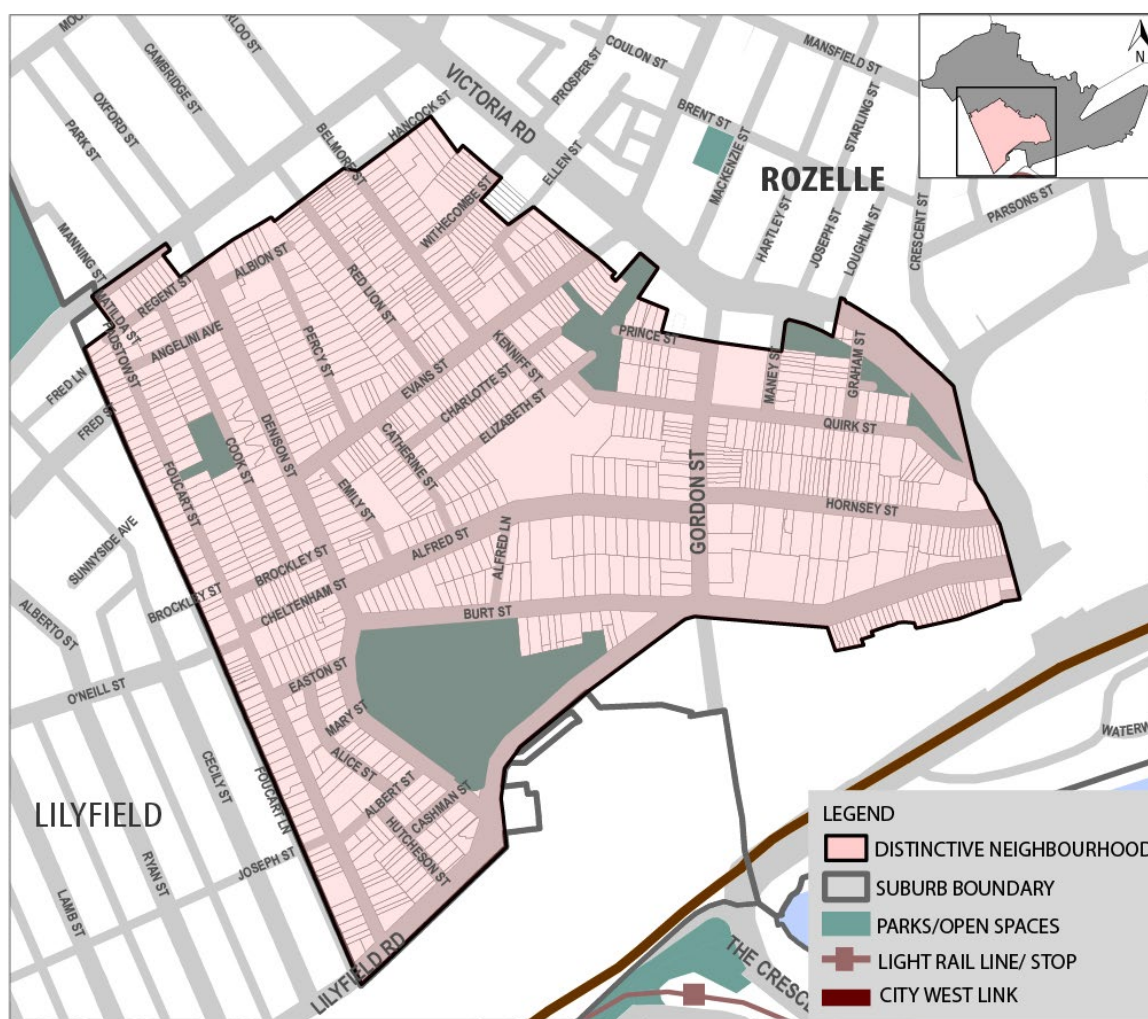 MANSFIELD ST
COULON ST
PROSPER ST
CAMBRIDGE ST
OXFORD ST
PARK ST
VICTORIA RD
HANCOCK ST
BELMORE ST
BRENT ST
MACKENZIE ST
STARLING ST
N
ROZELLE
HARTLEY ST
JOSEPH ST
LOUGHLIN ST
CRESCENT ST
PARSONS ST
ELLEN ST
WITHECOMBE ST
MANNING ST
MATILDA ST
REGENT ST
ALBION ST
RED LION ST
PERCY ST
ANGELINI AVE
FRED LN
FRED ST
EVANS ST
KENNIFF ST
CHARLOTTE ST
ELIZABETH ST
PRINCE ST
MANEY ST
GRAHAM ST
QUIRK ST
GORDON ST
HORNSEY ST
DENISON ST
COOK ST
FOUCART ST
CATHERINE ST
EMILY ST
ALFRED ST
ALFRED LN
SUNNYSIDE AVE
BROCKLEY ST
BROCKLEY ST
CHELTENHAM ST
BURT ST
ALBERTO ST
O'NEILL ST
EASTON ST
MARY ST
ALICE ST
ALBERT ST
CASHMAN ST
HUTCHESON ST
CECILY ST
FOUCART LN
LILYFIELD
JOSEPH ST
RYAN ST
LAMB ST
LILYFIELD RD
WATERW
THE CRESC
LEGEND
DISTINCTIVE NEIGHBOURHOOD
SUBURB BOUNDARY
PARKS/OPEN SPACES
LIGHT RAIL LINE/ STOP
CITY WEST LINK